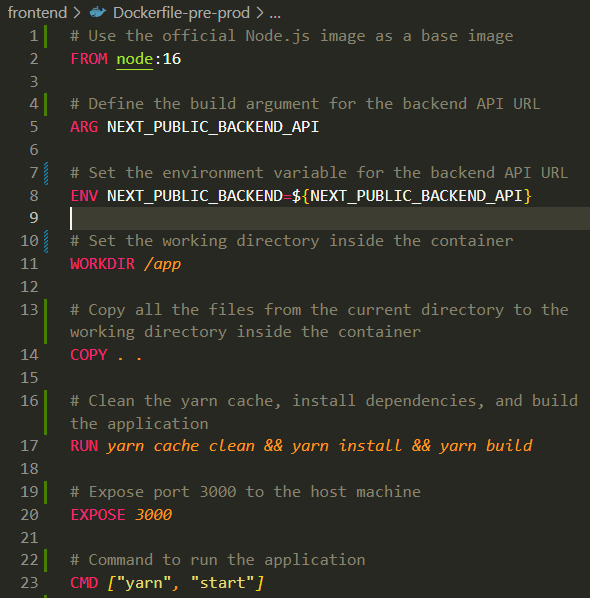 frontend > Dockerfile-pre-prod > ...
1 # Use the official Node.js image as a base image
2 FROM node:16
3
4 # Define the build argument for the backend API URL
5 ARG NEXT_PUBLIC_BACKEND_API
6
7 # Set the environment variable for the backend API URL
8 ENV NEXT_PUBLIC_BACKEND=${NEXT_PUBLIC_BACKEND_API}
9
10 # Set the working directory inside the container
11 WORKDIR /app
12
13 # Copy all the files from the current directory to the
working directory inside the container
14 COPY . .
15
16 # Clean the yarn cache, install dependencies, and build
the application
17 RUN yarn cache clean && yarn install && yarn build
18
19 # Expose port 3000 to the host machine
20 EXPOSE 3000
21
22 # Command to run the application
23 CMD ["yarn", "start"]